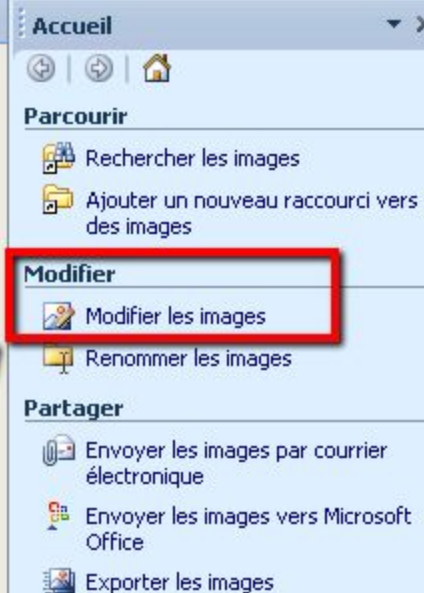 Accueil
Parcourir
Rechercher les images
Ajouter un nouveau raccourci vers
des images
Modifier
Modifier les images
Renommer les images
Partager
Envoyer les images par courrier
électronique
Envoyer les images vers Microsoft
Office
Exporter les images